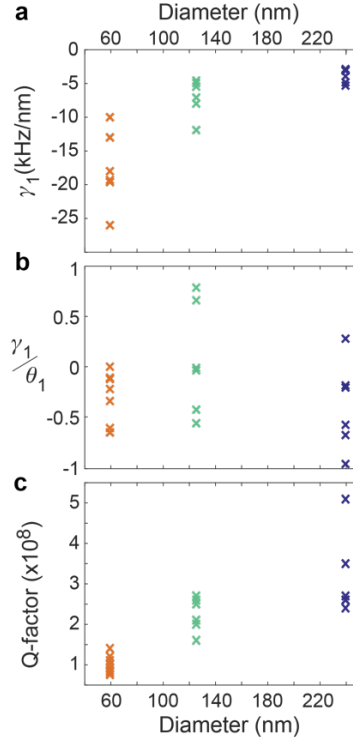 a
Diameter (nm)
60 100 140 180 220
0
-5
-10
-15
-20
-25
γ1(kHz/nm)
b
1
0.5
0
-0.5
-1
γ1/θ1
c
5
4
3
2
1
Q-factor (x10⁸)
60 100 140 180 220
Diameter (nm)